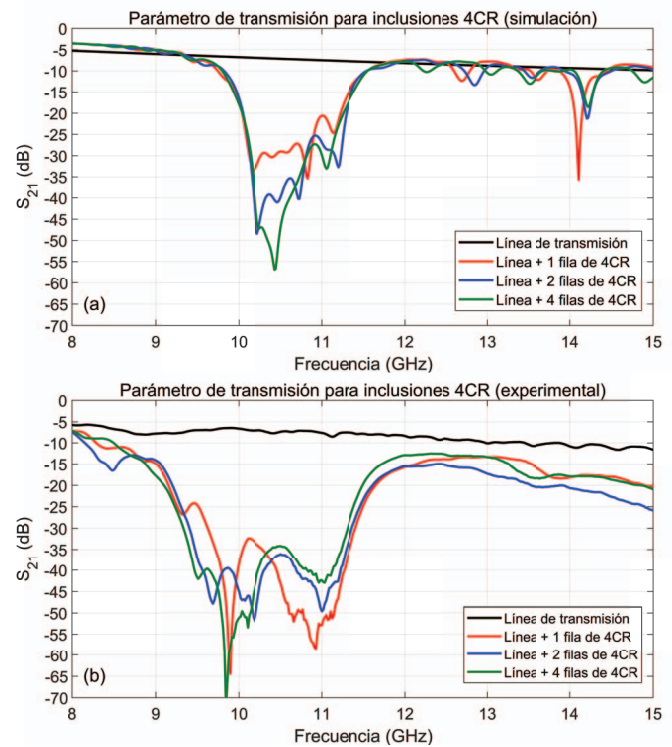 Parámetro de transmisión para inclusiones 4CR (simulación)
-5
-10
-15
-20
-25
-30
-35
-40
-45
-50
-55
-60
-65
-70
S21 (dB)
Línea de transmisión
Línea + 1 fila de 4CR
Línea + 2 filas de 4CR
Línea + 4 filas de 4CR
(a)
8 9 10 11 12 13 14 15
Frecuencia (GHz)
Parámetro de transmisión para inclusiones 4CR (experimental)
0
-5
-10
-15
-20
-25
-30
-35
-40
-45
-50
-55
-60
-65
-70
S21 (dB)
Línea de transmisión
Línea + 1 fila de 4CR
Línea + 2 filas de 4CR
Línea + 4 filas de 4CR
(b)
8 9 10 11 12 13 14 15
Frecuencia (GHz)